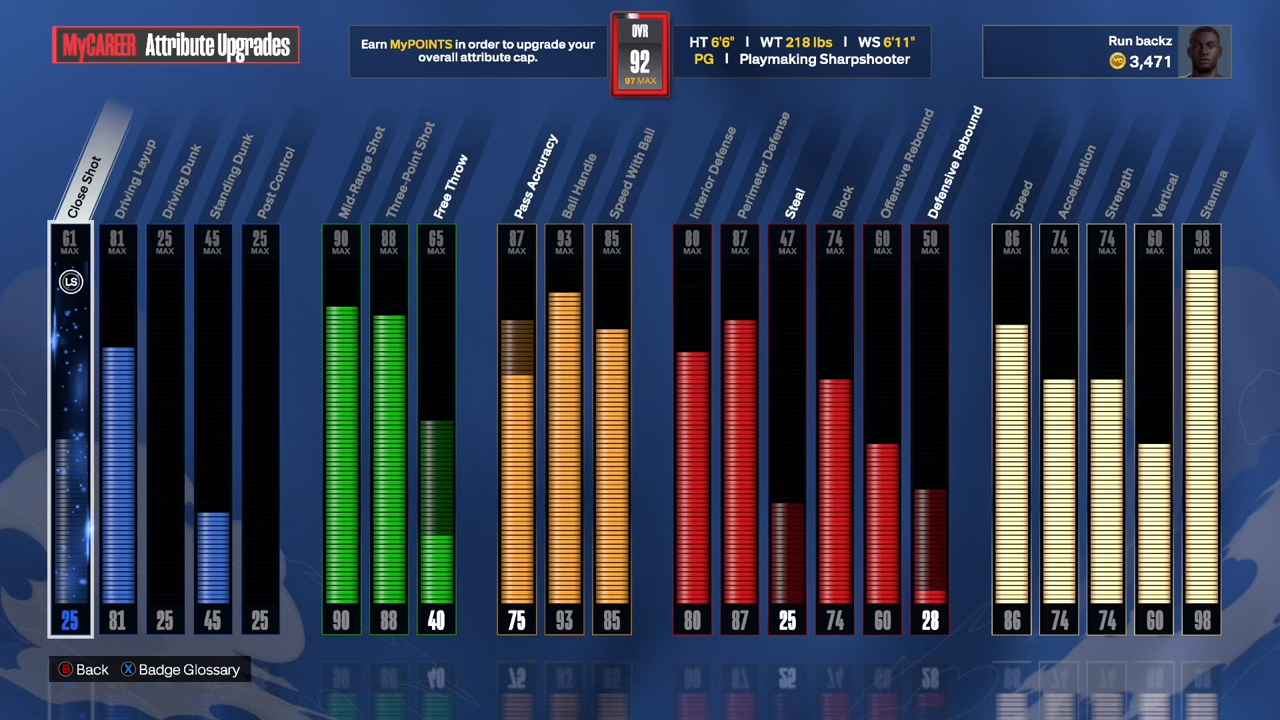 MyCAREER Attribute Upgrades
Earn MyPOINTS in order to upgrade your
overall attribute cap.
OVR
92
97 MAX
HT 6'6" | WT 218 lbs | WS 6'11"
PG | Playmaking Sharpshooter
Run backz
VC 3,471
Close Shot
Driving Layup
Driving Dunk
Standing Dunk
Post Control
Mid-Range Shot
Three-Point Shot
Free Throw
Pass Accuracy
Ball Handle
Speed With Ball
Interior Defense
Perimeter Defense
Steal
Block
Offensive Rebound
Defensive Rebound
Speed
Acceleration
Strength
Vertical
Stamina
61 81 25 45 25 90 88 65 87 93 85 80 87 47 74 60 50 86 74 74 60 98
MAX MAX MAX MAX MAX MAX MAX MAX MAX MAX MAX MAX MAX MAX MAX MAX MAX MAX MAX MAX MAX MAX
LS
25 81 25 45 25 90 88 40 75 93 85 80 87 25 74 60 28 86 74 74 60 98
B Back X Badge Glossary